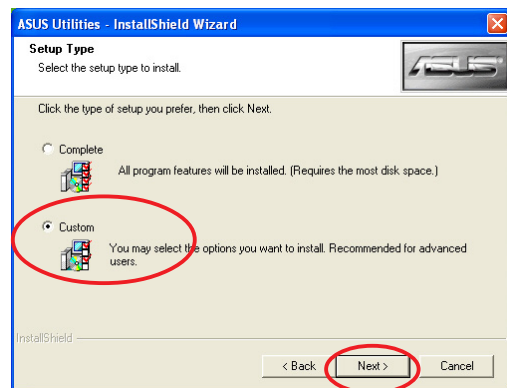 ASUS Utilities - InstallShield Wizard
Setup Type
Select the setup type to install.
ASUS
Click the type of setup you prefer, then click Next.
Complete
All program features will be installed. (Requires the most disk space.)
Custom
You may select the options you want to install. Recommended for advanced
users.
InstallShield
< Back
Next >
Cancel